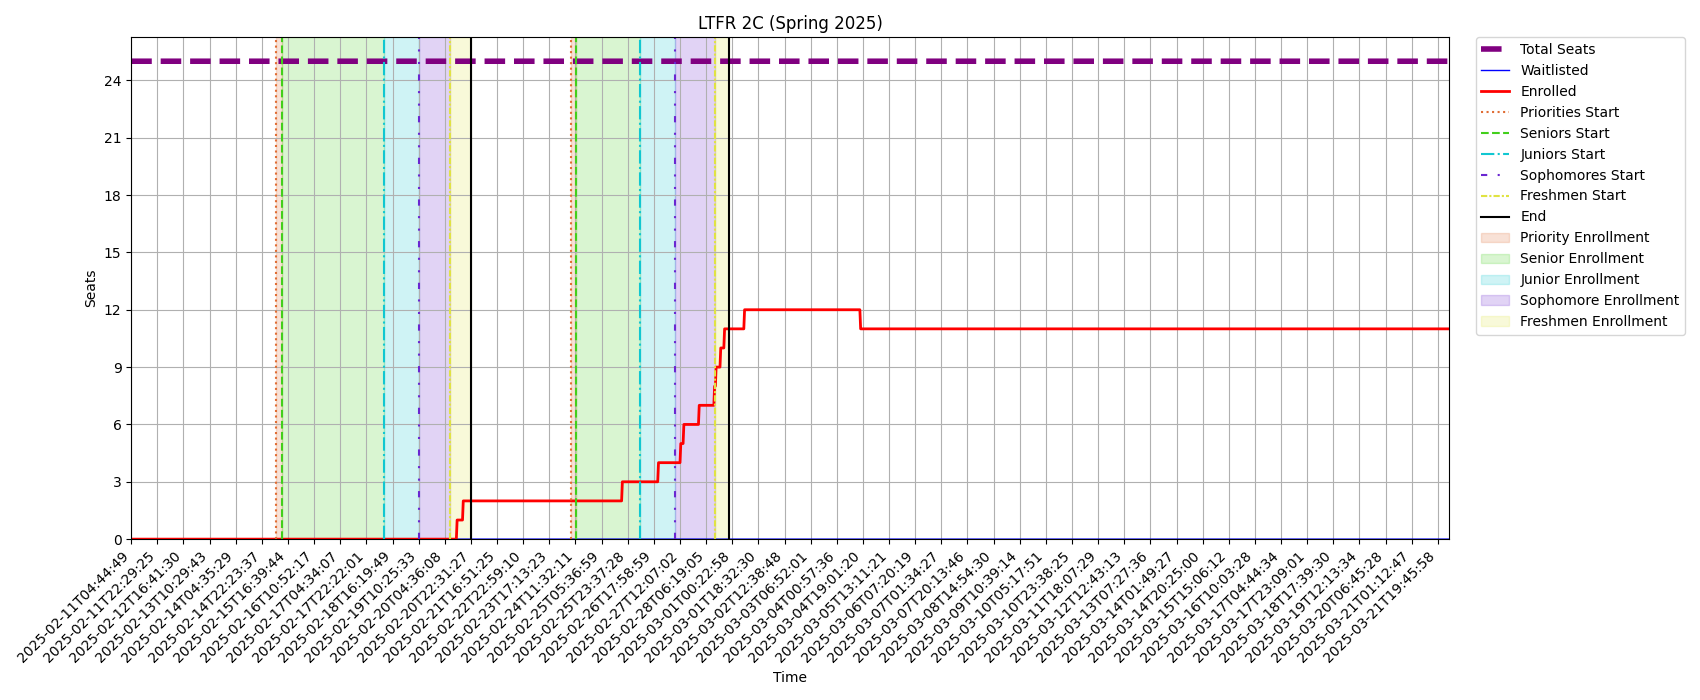 LTFR 2C (Spring 2025)
Seats
24
21
18
15
12
9
6
3
0
2025-02-11T04:44:49
2025-02-11T22:29:25
2025-02-12T16:41:30
2025-02-13T10:29:43
2025-02-14T04:35:29
2025-02-14T22:23:37
2025-02-15T16:39:44
2025-02-16T10:52:17
2025-02-17T04:34:07
2025-02-17T22:22:01
2025-02-18T16:19:49
2025-02-19T10:25:33
2025-02-20T04:36:08
2025-02-20T22:31:27
2025-02-21T16:51:25
2025-02-22T22:59:10
2025-02-23T17:13:23
2025-02-24T11:32:11
2025-02-25T05:36:59
2025-02-25T23:37:28
2025-02-26T17:58:59
2025-02-27T12:07:02
2025-02-28T06:19:05
2025-03-01T00:22:58
2025-03-01T18:32:30
2025-03-02T12:38:48
2025-03-03T06:52:01
2025-03-04T00:57:36
2025-03-04T19:01:20
2025-03-05T13:11:21
2025-03-06T07:20:19
2025-03-07T01:34:27
2025-03-07T20:13:46
2025-03-08T14:54:30
2025-03-09T10:39:14
2025-03-10T05:17:51
2025-03-10T23:38:25
2025-03-11T18:07:29
2025-03-12T12:43:13
2025-03-13T07:27:36
2025-03-14T01:49:27
2025-03-14T20:25:00
2025-03-15T15:06:12
2025-03-16T10:03:28
2025-03-17T04:44:34
2025-03-17T23:09:01
2025-03-18T17:39:30
2025-03-19T12:13:34
2025-03-20T06:45:28
2025-03-21T01:12:47
2025-03-21T19:45:58
Time
Total Seats
Waitlisted
Enrolled
Priorities Start
Seniors Start
Juniors Start
Sophomores Start
Freshmen Start
End
Priority Enrollment
Senior Enrollment
Junior Enrollment
Sophomore Enrollment
Freshmen Enrollment